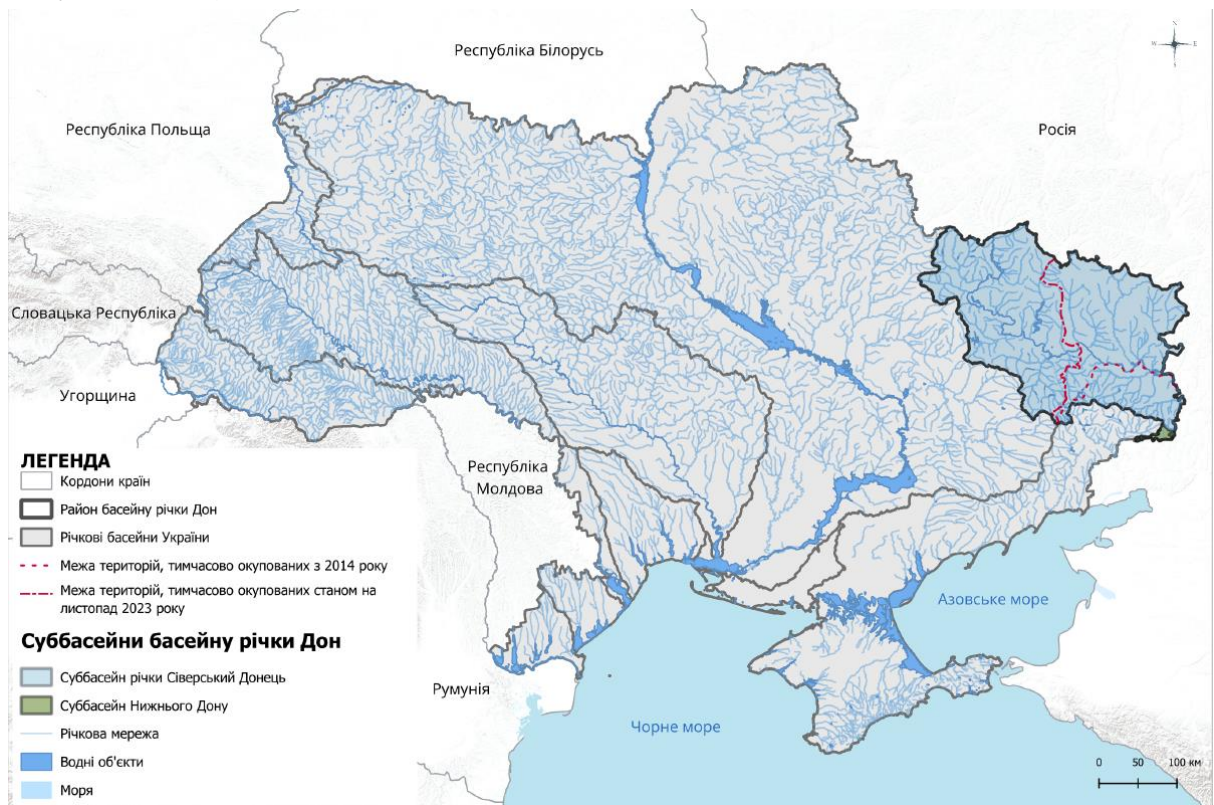 Республіка Білорусь
N
W
E
S
Республіка Польща
Росія
Словацька Республіка
Угорщина
Республіка
Молдова
Румунія
Азовське море
Чорне море
ЛЕГЕНДА
Кордони країн
Район басейну річки Дон
Річкові басейни України
Межа територій, тимчасово окупованих з 2014 року
Межа територій, тимчасово окупованих станом на
листопад 2023 року
Суббасейни басейну річки Дон
Суббасейн річки Сіверський Донець
Суббасейн Нижнього Дону
Річкова мережа
Водні об'єкти
Моря
0 50 100 км